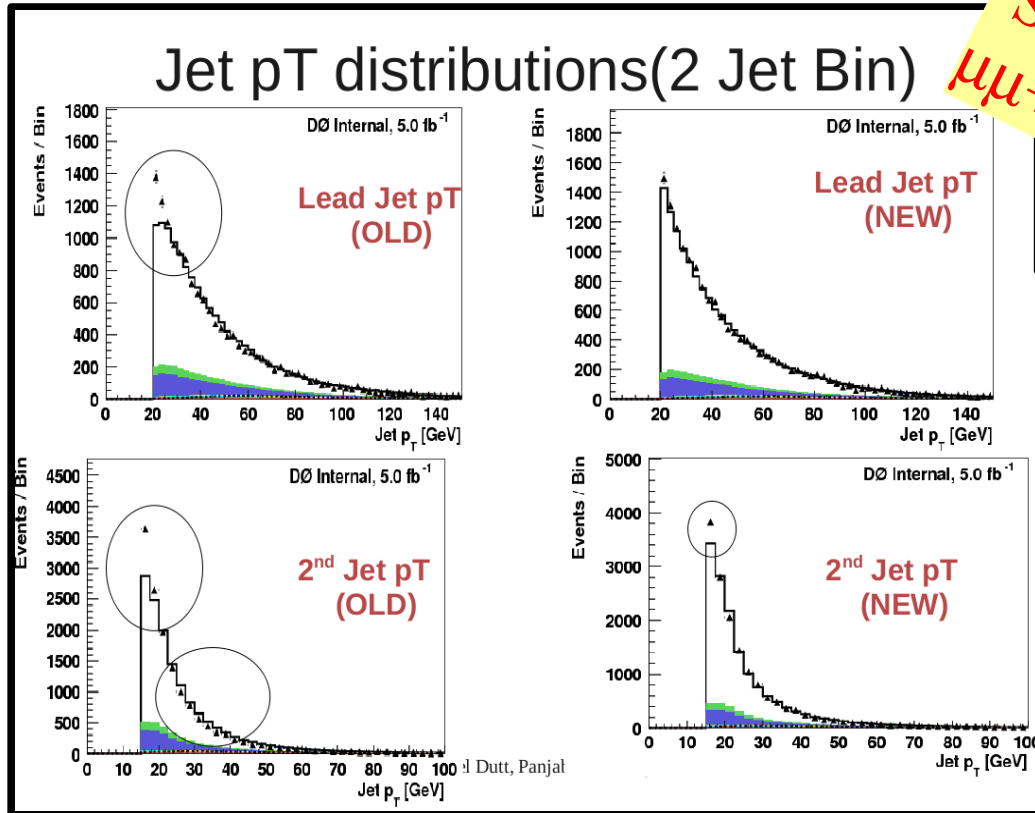 Jet pT distributions(2 Jet Bin)
μμ
DØ Internal, 5.0 fb-1
Lead Jet pT
(OLD)
Events / Bin
1800
1600
1400
1200
1000
800
600
400
200
0
0 20 40 60 80 100 120 140
Jet pT [GeV]
DØ Internal, 5.0 fb-1
Lead Jet pT
(NEW)
Events / Bin
1800
1600
1400
1200
1000
800
600
400
200
0
0 20 40 60 80 100 120 140
Jet pT [GeV]
DØ Internal, 5.0 fb-1
2nd Jet pT
(OLD)
Events / Bin
4500
4000
3500
3000
2500
2000
1500
1000
500
0
0 10 20 30 40 50 60 70 80 90 100
Jet pT [GeV]
DØ Internal, 5.0 fb-1
2nd Jet pT
(NEW)
Events / Bin
5000
4000
3000
2000
1000
0
0 10 20 30 40 50 60 70 80 90 100
Jet pT [GeV]
el Dutt, Panjab